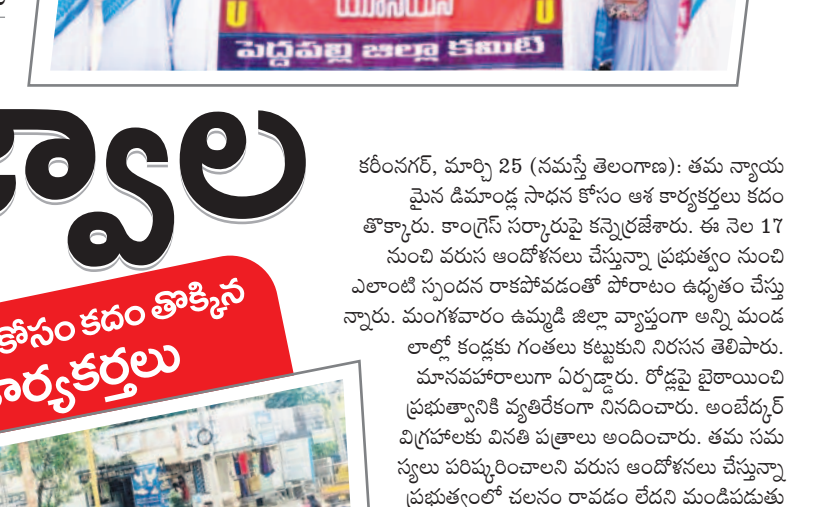 యూనియన్
U U
పెద్దపల్లి జిల్లా కమిటి
జ్వాల
కోసం కదం తొక్కిన
ార్యకర్తలు
కరీంనగర్, మార్చి 25 (నమస్తే తెలంగాణ): తమ న్యాయ
మైన డిమాండ్ల సాధన కోసం ఆశ కార్యకర్తలు కదం
తొక్కారు. కాంగ్రెస్ సర్కారుపై కన్నెర్రజేశారు. ఈ నెల 17
నుంచి వరుస ఆందోళనలు చేస్తున్నా ప్రభుత్వం నుంచి
ఎలాంటి స్పందన రాకపోవడంతో పోరాటం ఉధృతం చేస్తు
న్నారు. మంగళవారం ఉమ్మడి జిల్లా వ్యాప్తంగా అన్ని మండ
లాల్లో కండ్లకు గంతలు కట్టుకుని నిరసన తెలిపారు.
మానవహారాలుగా ఏర్పడ్డారు. రోడ్లపై బైఠాయించి
ప్రభుత్వానికి వ్యతిరేకంగా నినదించారు. అంబేద్కర్
విగ్రహాలకు వినతి పత్రాలు అందించారు. తమ సమ
స్యలు పరిష్కరించాలని వరుస ఆందోళనలు చేస్తున్నా
ప్రభుత్వంలో చలనం రావడం లేదని మండిపడుతు